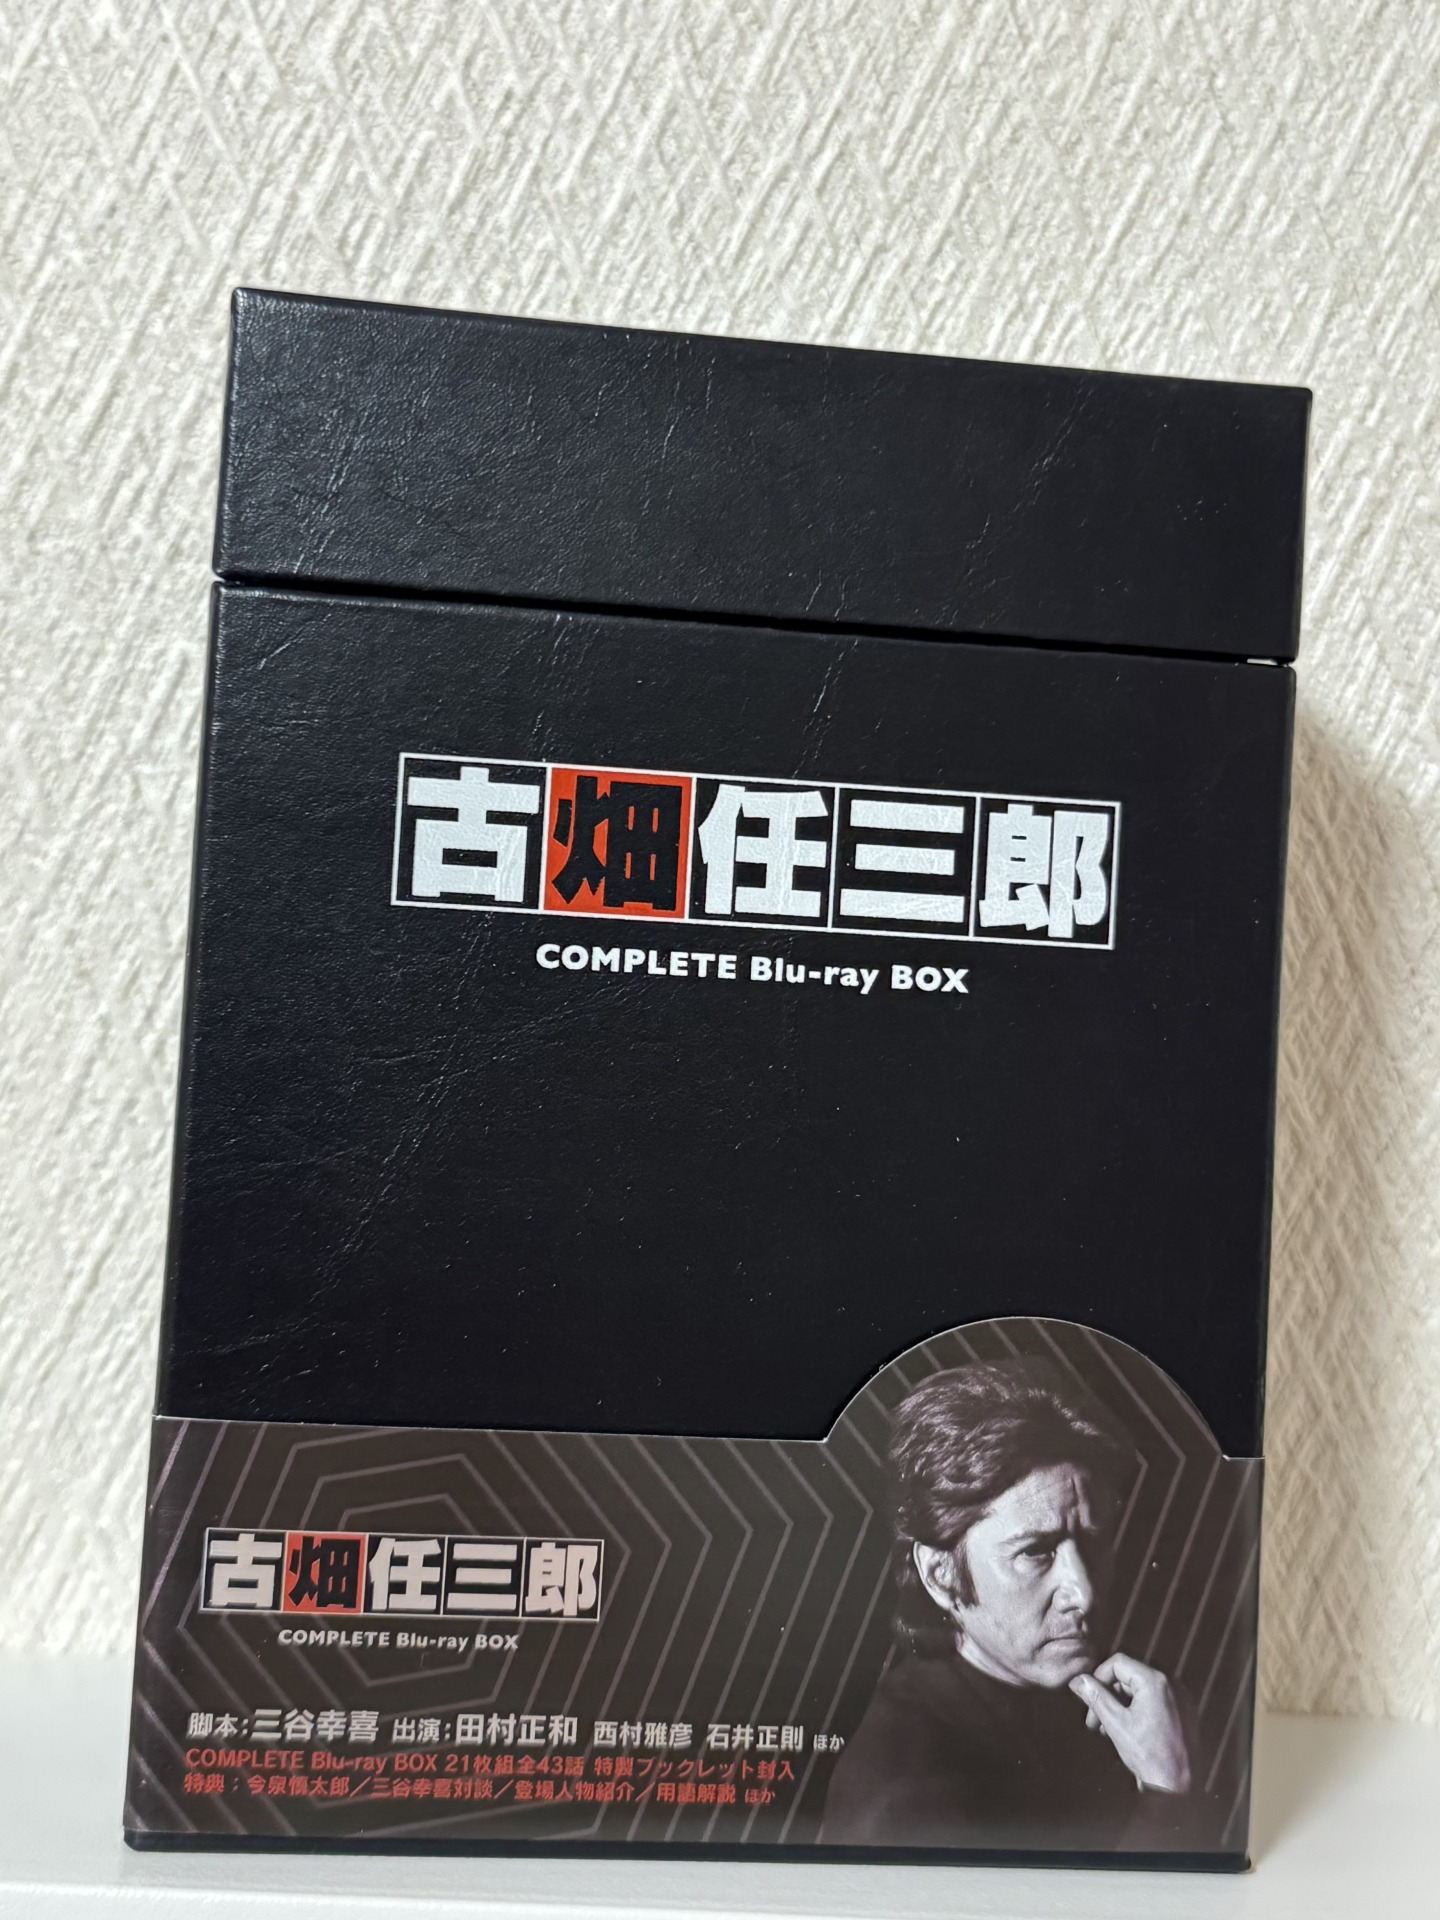 古畑任三郎
COMPLETE Blu-ray BOX
古畑任三郎
COMPLETE Blu-ray BOX
脚本:三谷幸喜 出演:田村正和 西村雅彦 石井正則 ほか
COMPLETE Blu-ray BOX 21枚組全43話 特製ブックレット封入
特典;今泉慎太郎/三谷幸喜対談/登場人物紹介/用語解説 ほか